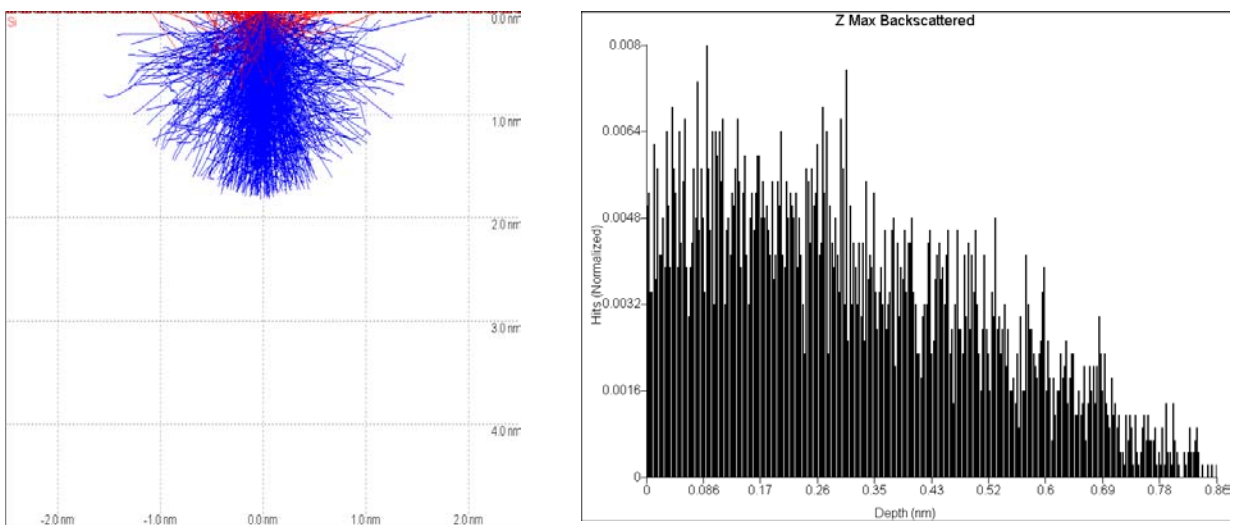 Si
0.0 nm
1.0 nm
2.0 nm
3.0 nm
4.0 nm
-2.0 nm -1.0 nm 0.0 nm 1.0 nm 2.0 nm
Z Max Backscattered
0.008
0.0064
0.0048
0.0032
0.0016
0
Hits (Normalized)
0 0.086 0.17 0.26 0.35 0.43 0.52 0.6 0.69 0.78 0.86
Depth (nm)